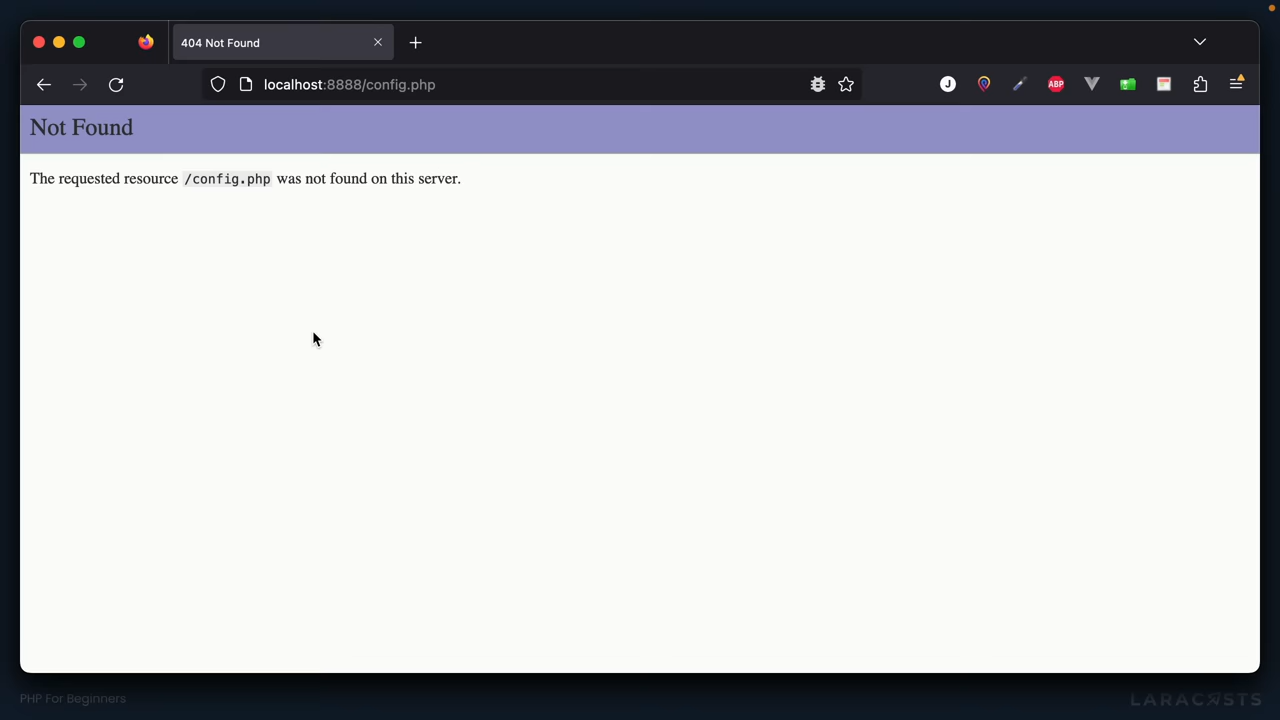 404 Not Found
localhost:8888/config.php
J
ABP
Not Found
The requested resource /config.php was not found on this server.
PHP For Beginners
LARACASTS